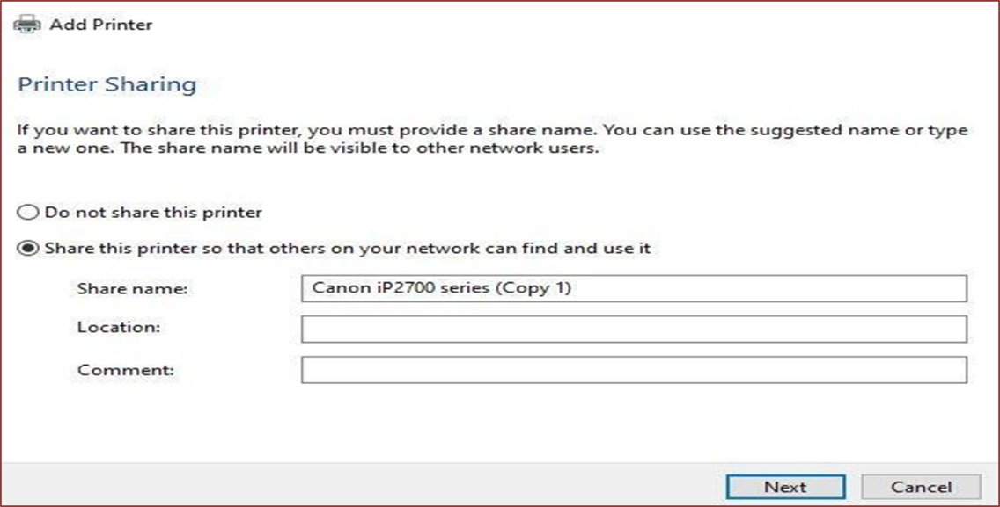 Add Printer
Printer Sharing
If you want to share this printer, you must provide a share name. You can use the suggested name or type
a new one. The share name will be visible to other network users.
Do not share this printer
Share this printer so that others on your network can find and use it
Share name: Canon iP2700 series (Copy 1)
Location:
Comment:
Next Cancel